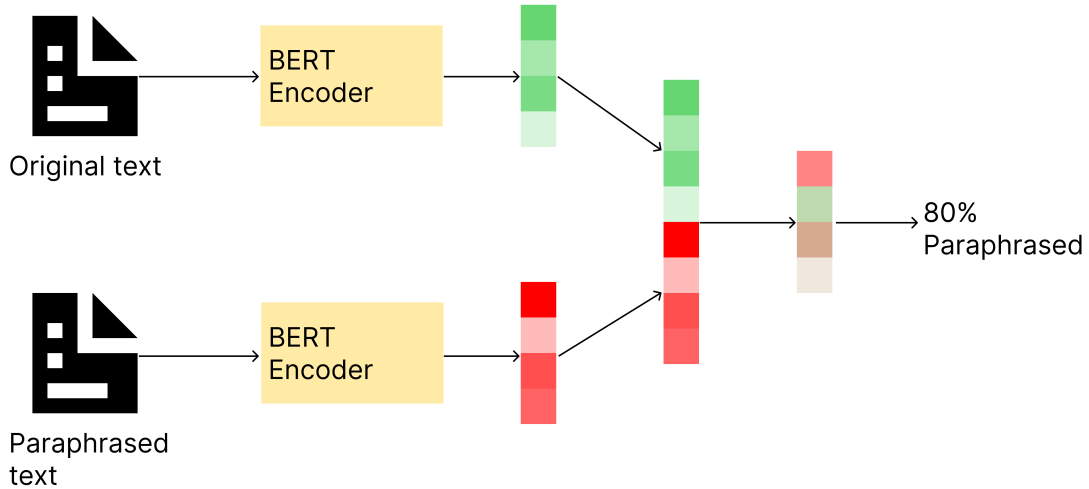 BERT
Encoder
Original text
80%
Paraphrased
BERT
Encoder
Paraphrased
text